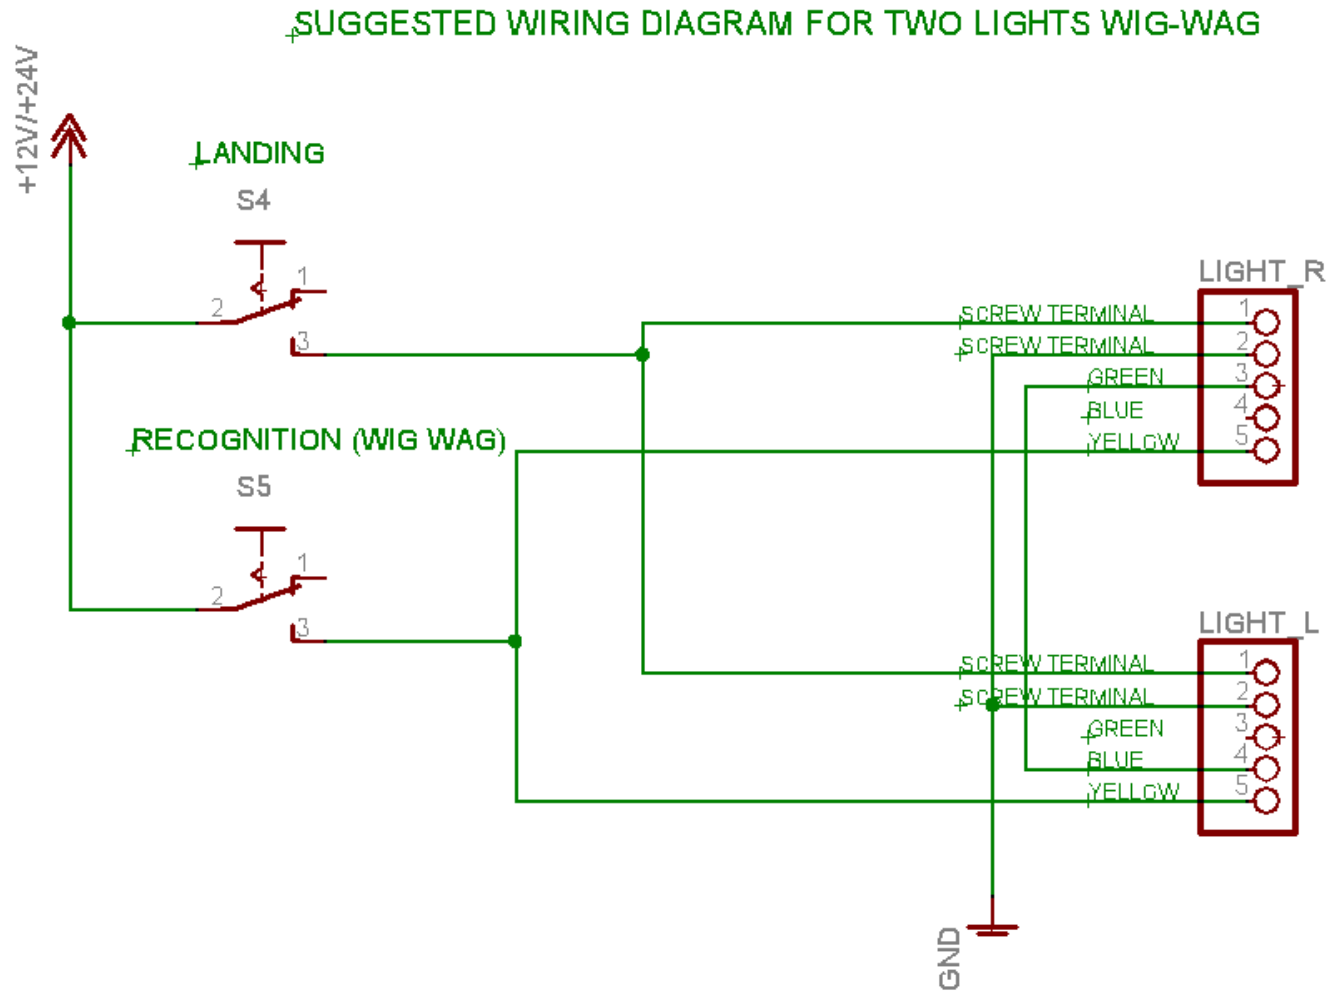 SUGGESTED WIRING DIAGRAM FOR TWO LIGHTS WIG-WAG
+12V/+24V
LANDING
S4
1
2
3
RECOGNITION (WIG WAG)
S5
1
2
3
LIGHT_R
SCREW TERMINAL 1
SCREW TERMINAL 2
GREEN 3
BLUE 4
YELLOW 5
LIGHT_L
SCREW TERMINAL 1
SCREW TERMINAL 2
GREEN 3
BLUE 4
YELLOW 5
GND